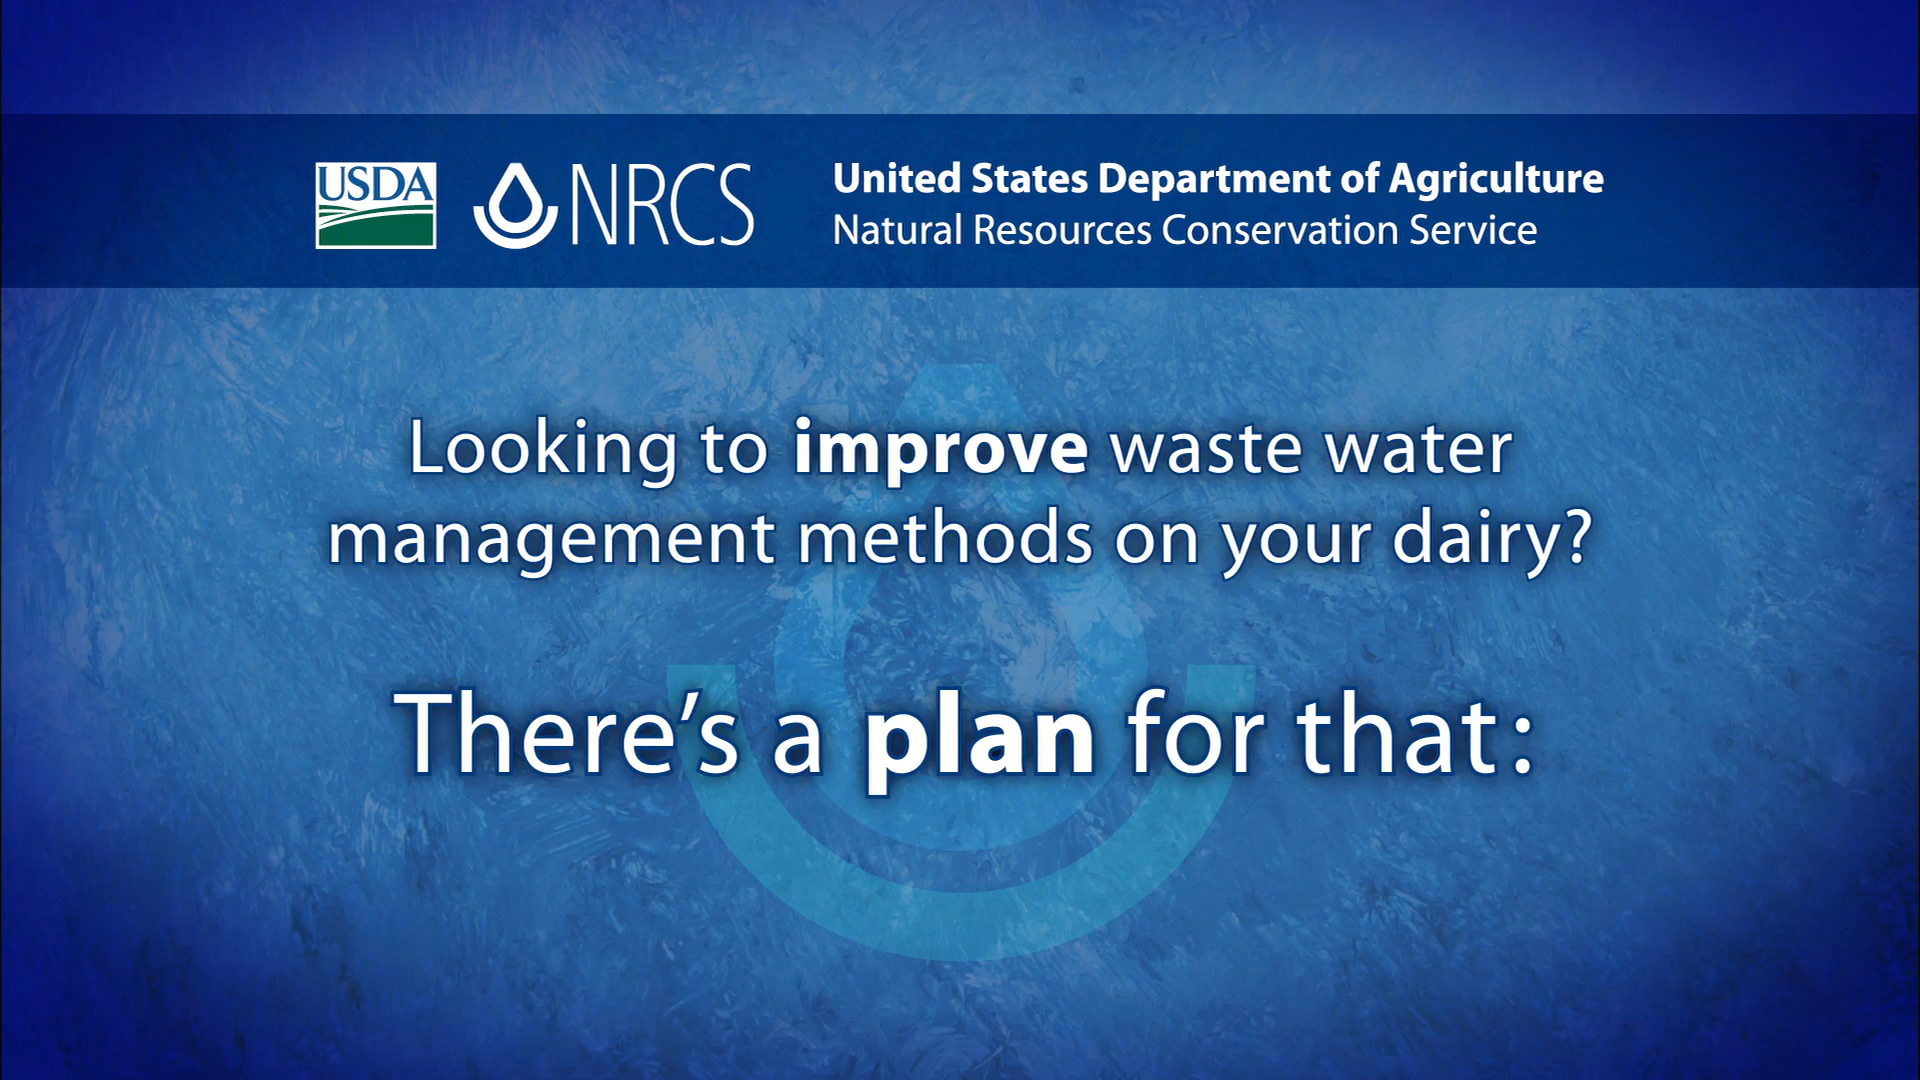 USDA NRCS United States Department of Agriculture
Natural Resources Conservation Service
Looking to improve waste water
management methods on your dairy?
There's a plan for that: